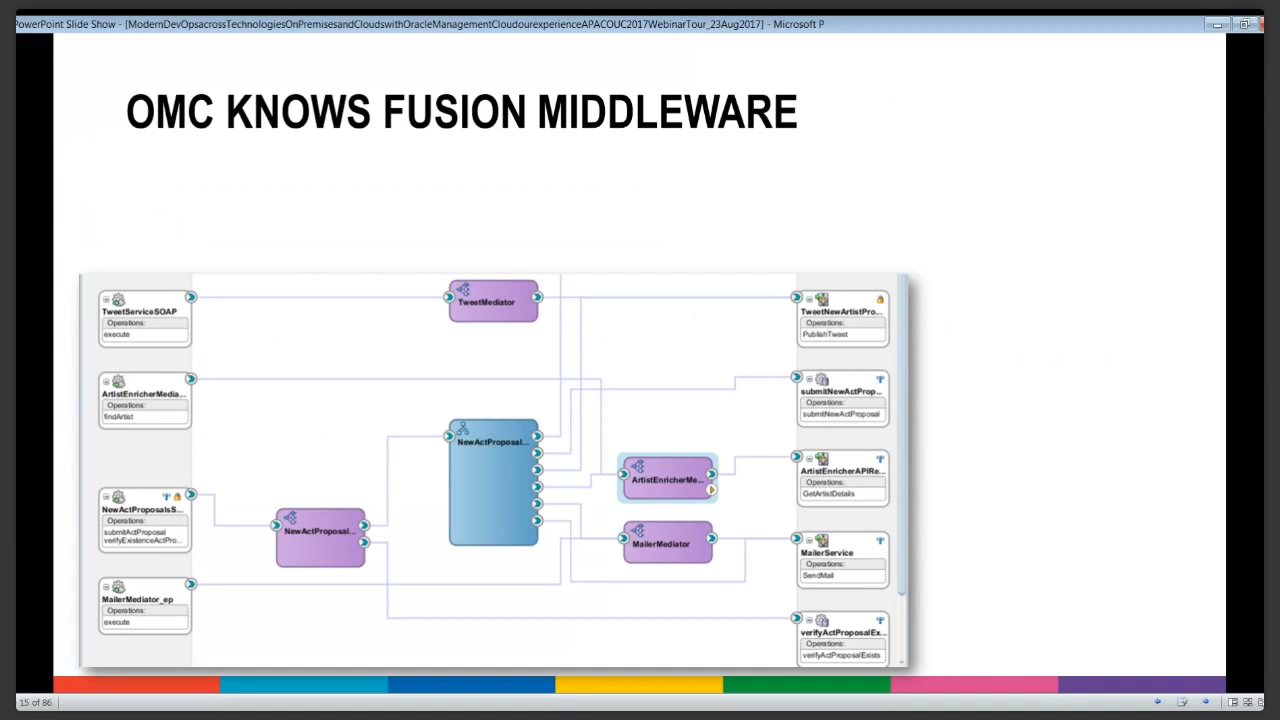 PowerPoint Slide Show - [ModernDevOpsacrossTechnologiesOnPremisesandCloudswithOracleManagementCloudourexperienceAPACOUC2017WebinarTour_23Aug2017] - Microsoft P
OMC KNOWS FUSION MIDDLEWARE
TweetServiceSOAP
Operations:
execute
ArtistEnricherMedia...
Operations:
findArtist
NewActProposalsS...
Operations:
submitActProposal
verifyExistenceActPro...
MailerMediator_ep
Operations:
execute
NewActProposal...
TweetMediator
NewActProposal...
ArtistEnricherMe...
MailerMediator
TweetNewArtistPro...
Operations:
PublishTweet
submitNewActProp...
Operations:
submitNewActProposal
ArtistEnricherAPIRe...
Operations:
GetArtistDetails
MailerService
Operations:
SendMail
verifyActProposalEx...
Operations:
verifyActProposalExists
15 of 86